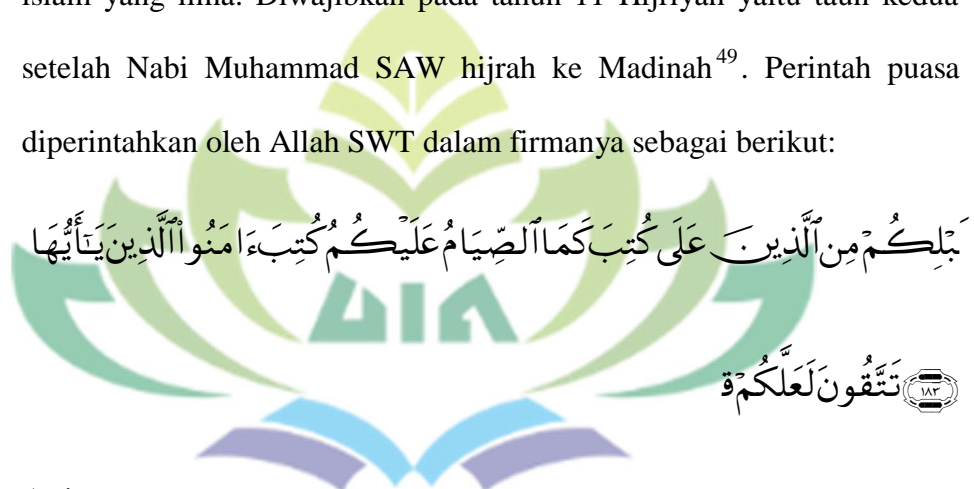 islam yang lima. Diwajibkan pada tahun 11 Hijriyah yaitu taun kedua
setelah Nabi Muhammad SAW hijrah ke Madinah49. Perintah puasa
diperintahkan oleh Allah SWT dalam firmanya sebagai berikut:
يَـٰٓأَيُّهَا ٱلَّذِينَ ءَامَنُوا۟ كُتِبَ عَلَيْكُمُ ٱلصِّيَامُ كَمَا كُتِبَ عَلَى ٱلَّذِينَ مِن َبْلِكُمْ
ق لَعَلَّكُمْ تَتَّقُونَ ١٨٣